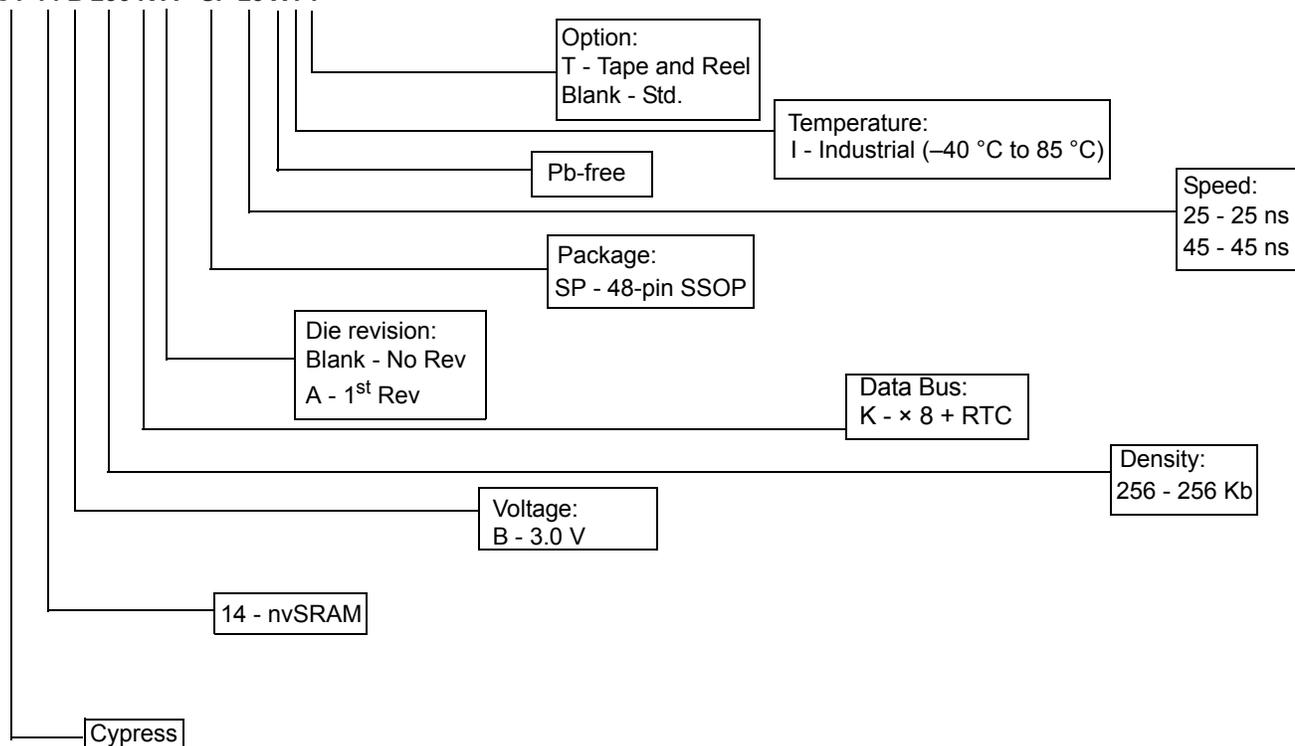 Option:
T - Tape and Reel
Blank - Std.
Temperature:
I - Industrial (–40 °C to 85 °C)
Pb-free
Speed:
25 - 25 ns
45 - 45 ns
Package:
SP - 48-pin SSOP
Die revision:
Blank - No Rev
A - 1st Rev
Data Bus:
K - × 8 + RTC
Density:
256 - 256 Kb
Voltage:
B - 3.0 V
14 - nvSRAM
Cypress